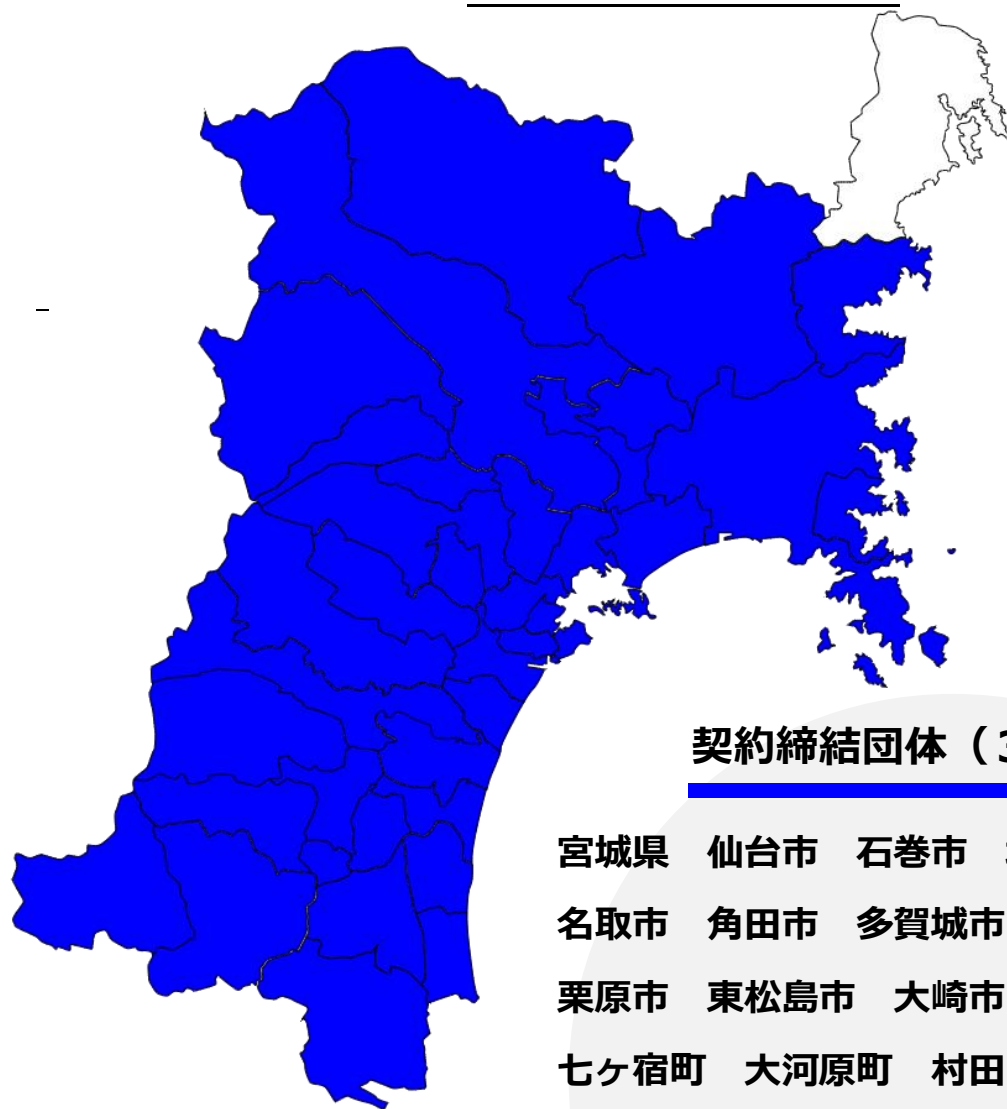 契約締結団体（3
宮城県　仙台市　石巻市
名取市　角田市　多賀城市
栗原市　東松島市　大崎市
七ヶ宿町　大河原町　村田